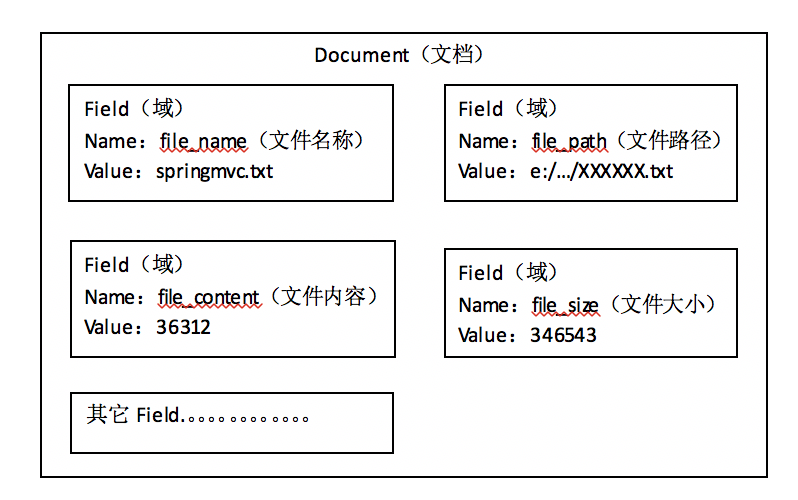 Document（文档）
Field（域）
Name：file_name（文件名称）
Value：springmvc.txt
Field（域）
Name：file_path（文件路径）
Value：e:/.../XXXXXX.txt
Field（域）
Name：file_content（文件内容）
Value：36312
Field（域）
Name：file_size（文件大小）
Value：346543
其它 Field.。。。。。。。。。。。。